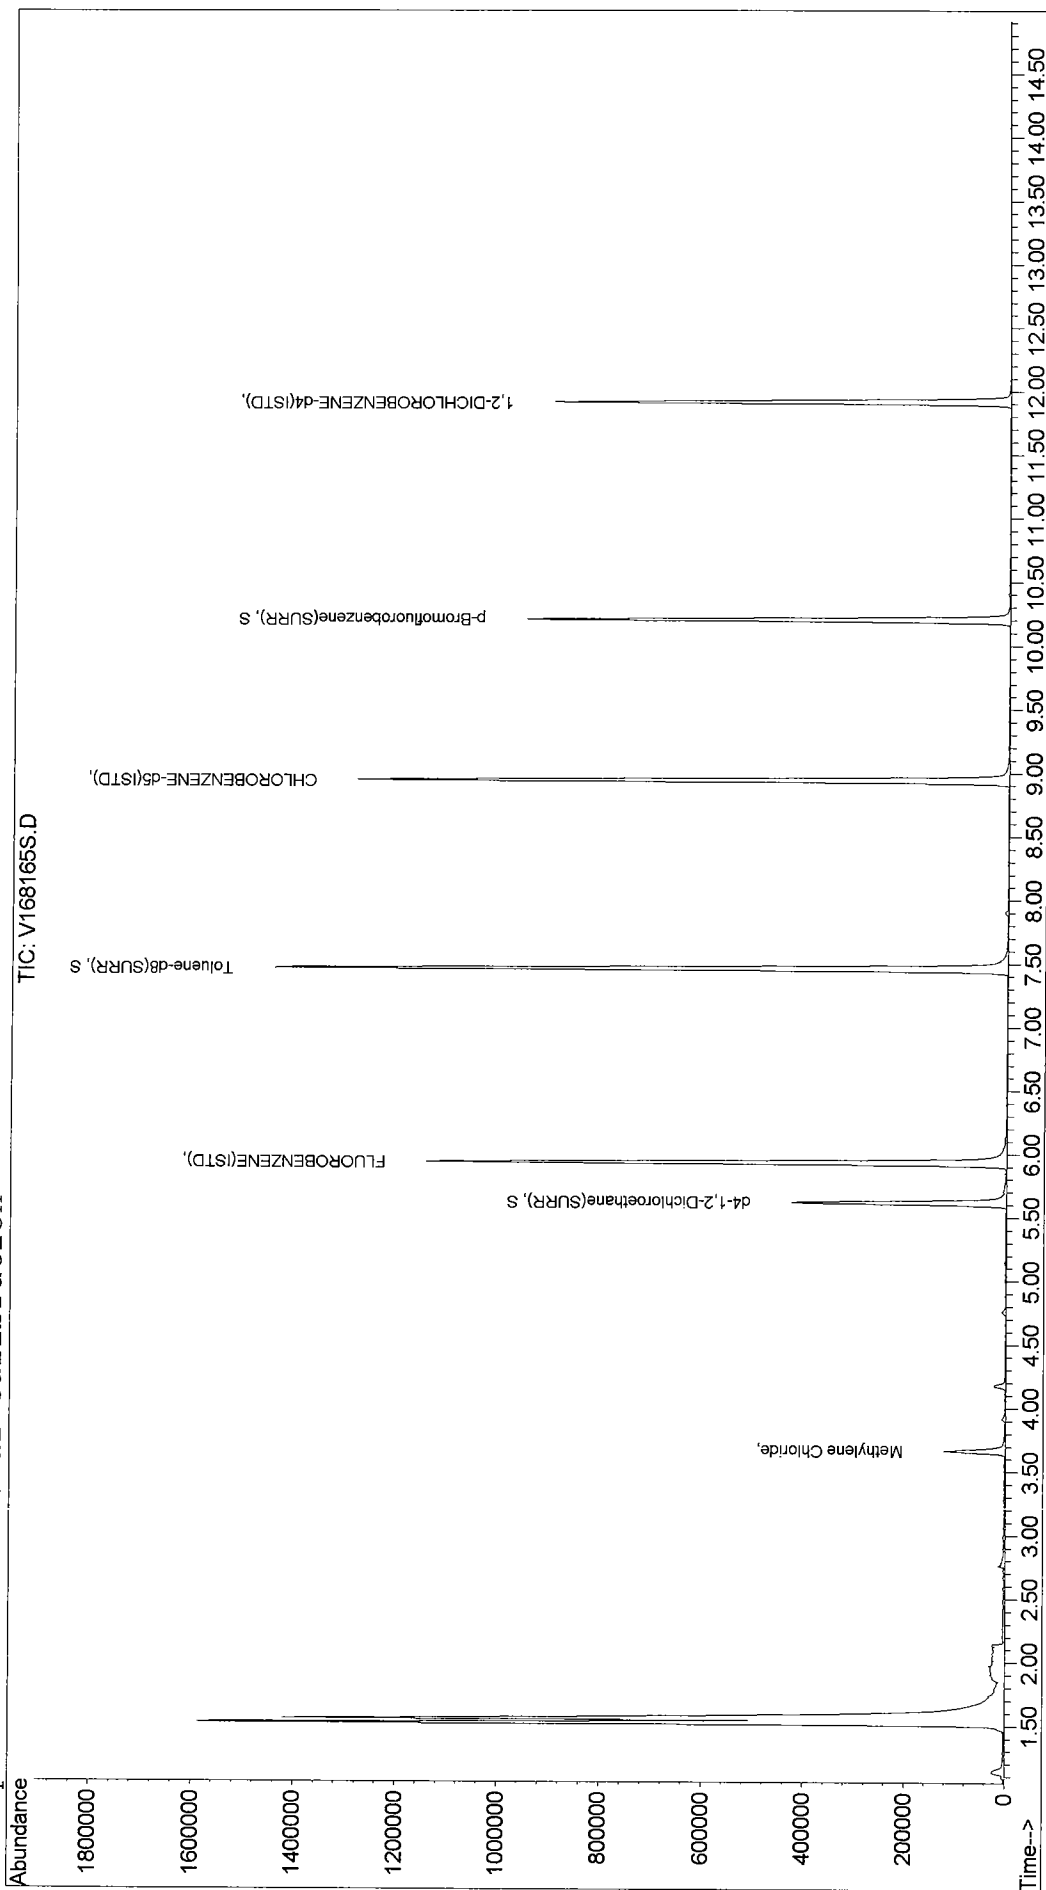 Abundance
TIC: V168165S.D
1800000
1600000
1400000
1200000
1000000
800000
600000
400000
200000
0
Methylene Chloride,
d4-1,2-Dichloroethane(SURR), S
FLUOROBENZENE(ISTD),
Toluene-d8(SURR), S
CHLOROBENZENE-d5(ISTD),
p-Bromofluorobenzene(SURR), S
1,2-DICHLOROBENZENE-d4(ISTD),
Time--> 1.50 2.00 2.50 3.00 3.50 4.00 4.50 5.00 5.50 6.00 6.50 7.00 7.50 8.00 8.50 9.00 9.50 10.00 10.50 11.00 11.50 12.00 12.50 13.00 13.50 14.00 14.50